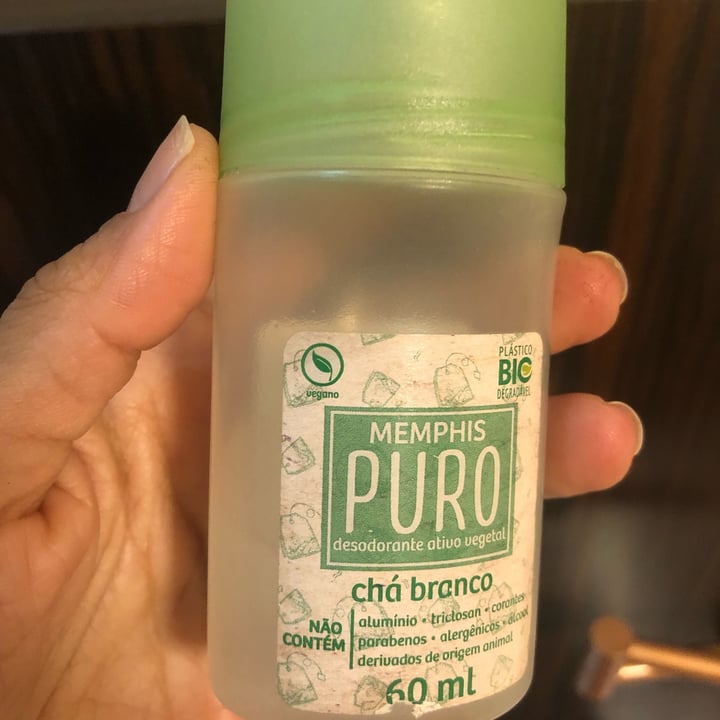 vegano
PLÁSTICO
BIO
DEGRADÁVEL
MEMPHIS
PURO
desodorante ativo vegetal
chá branco
NÃO
CONTÉM
alumínio • triclosan • corantes
parabenos • alergênicos • álcool
derivados de origem animal
60 ml